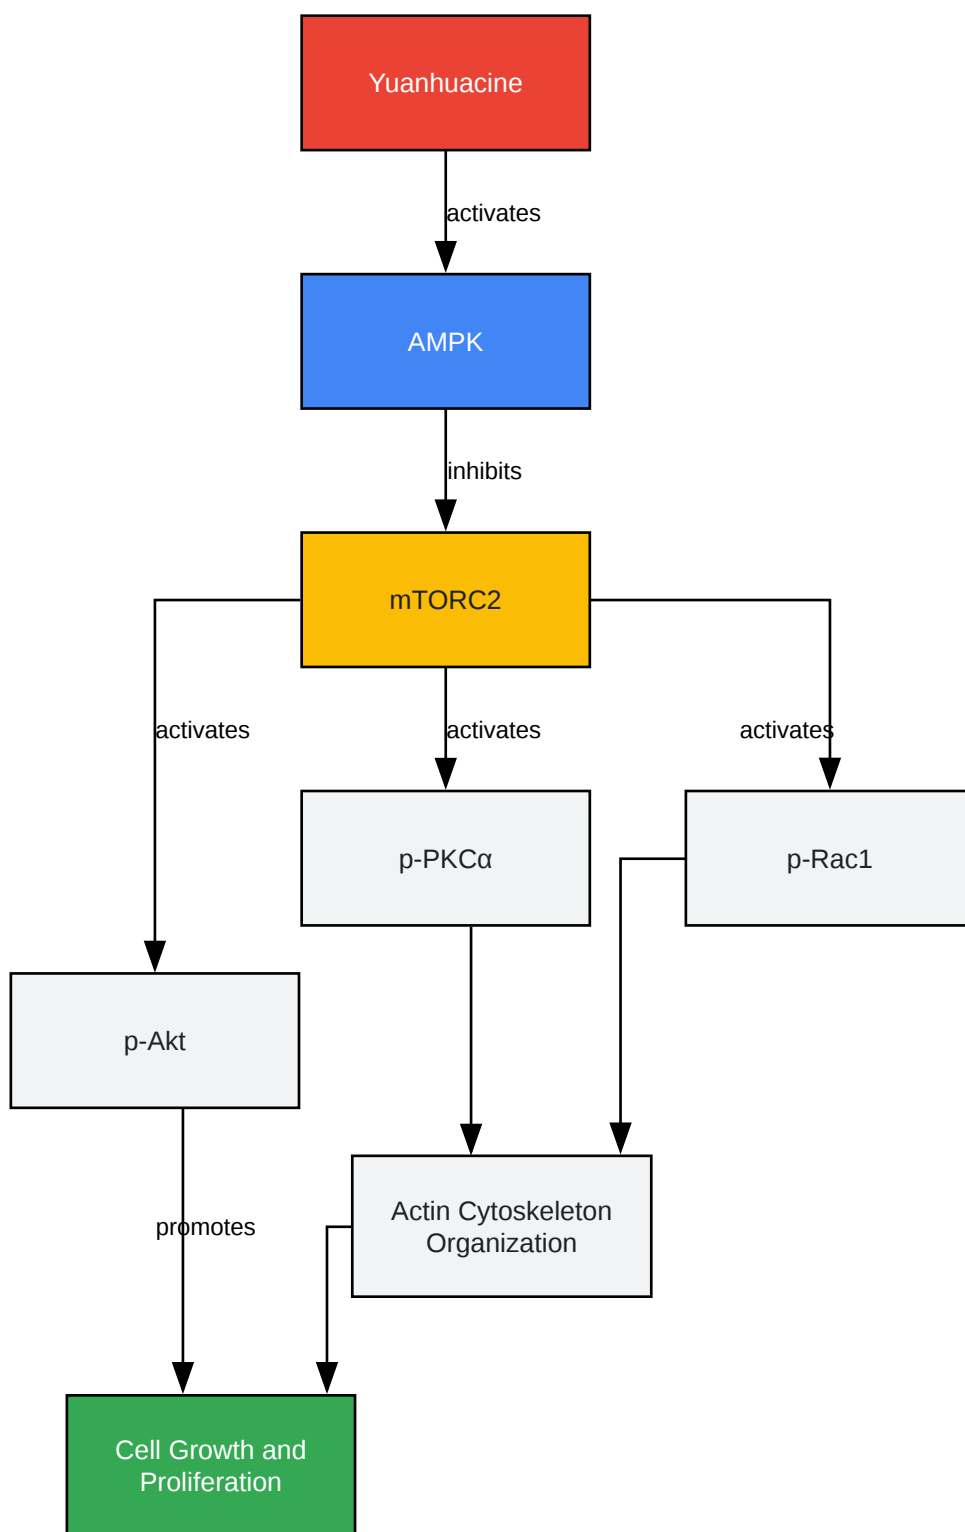 Yuanhuacine
activates
AMPK
inhibits
mTORC2
activates
activates
activates
p-PKCα
p-Rac1
p-Akt
Actin Cytoskeleton
Organization
promotes
Cell Growth and
Proliferation